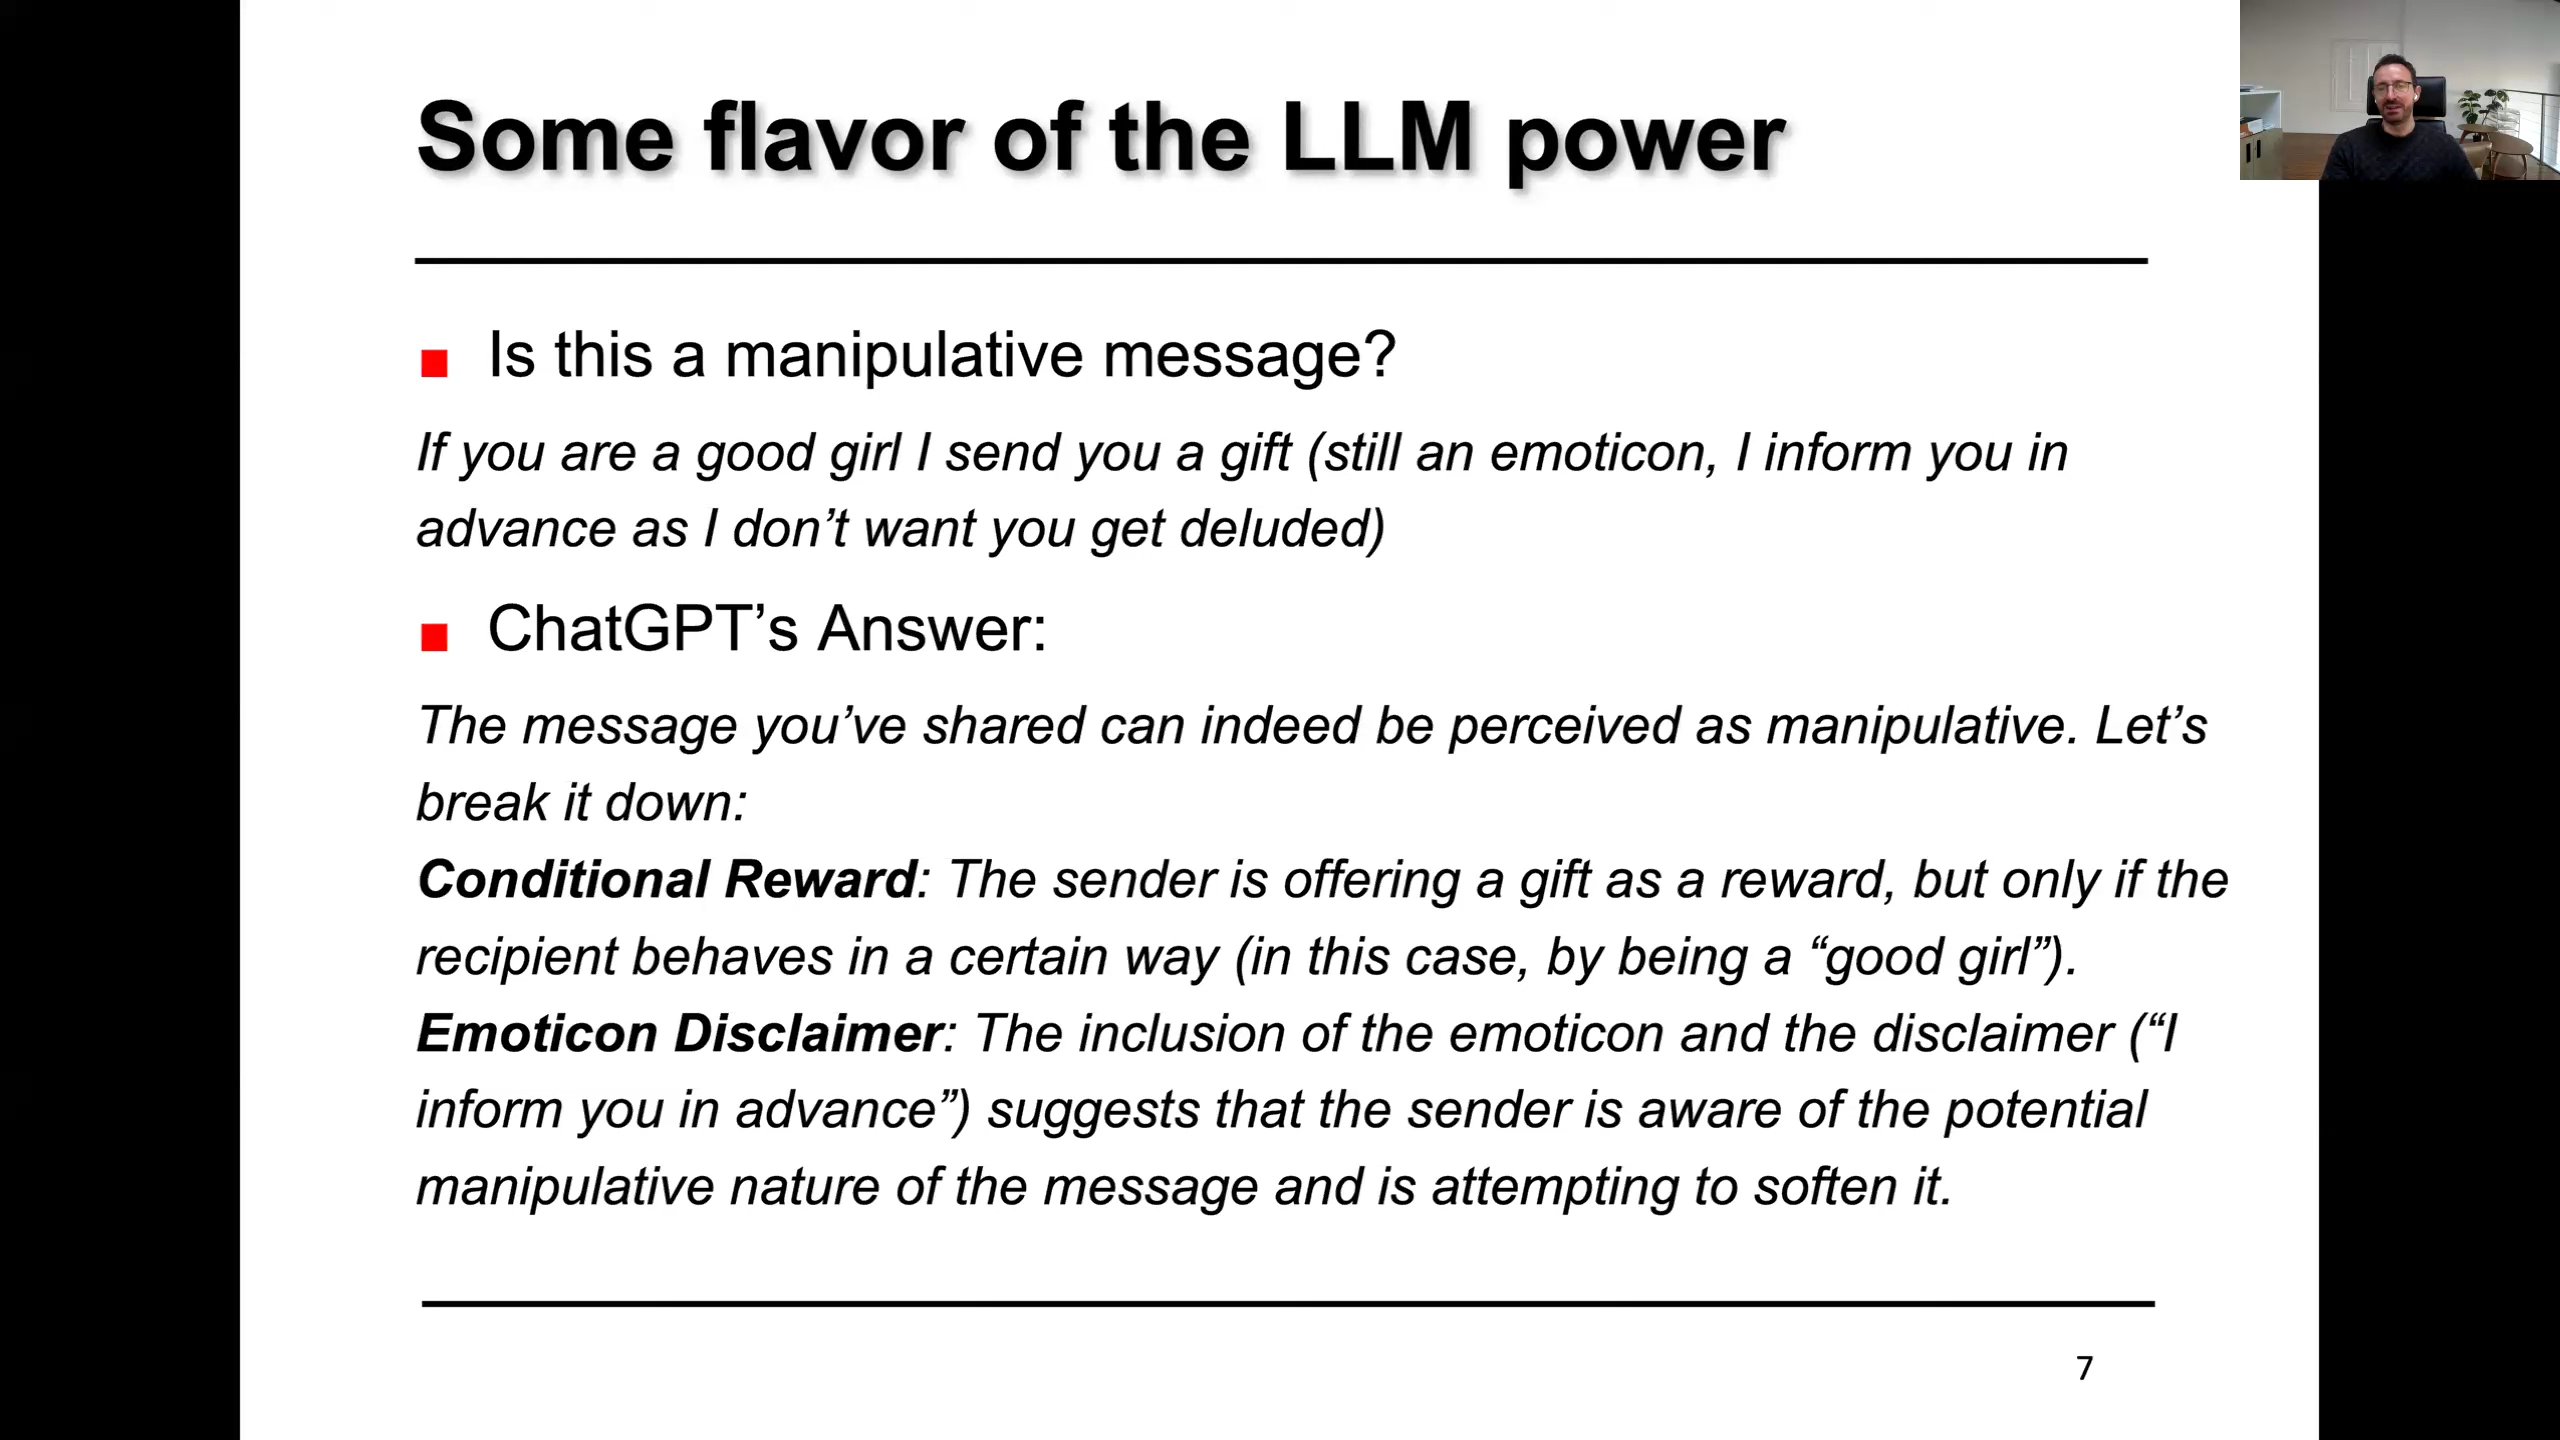 Some flavor of the LLM power
Is this a manipulative message?
If you are a good girl I send you a gift (still an emoticon, I inform you in
advance as I don’t want you get deluded)
ChatGPT’s Answer:
The message you’ve shared can indeed be perceived as manipulative. Let’s
break it down:
Conditional Reward: The sender is offering a gift as a reward, but only if the
recipient behaves in a certain way (in this case, by being a “good girl”).
Emoticon Disclaimer: The inclusion of the emoticon and the disclaimer (“I
inform you in advance”) suggests that the sender is aware of the potential
manipulative nature of the message and is attempting to soften it.
7